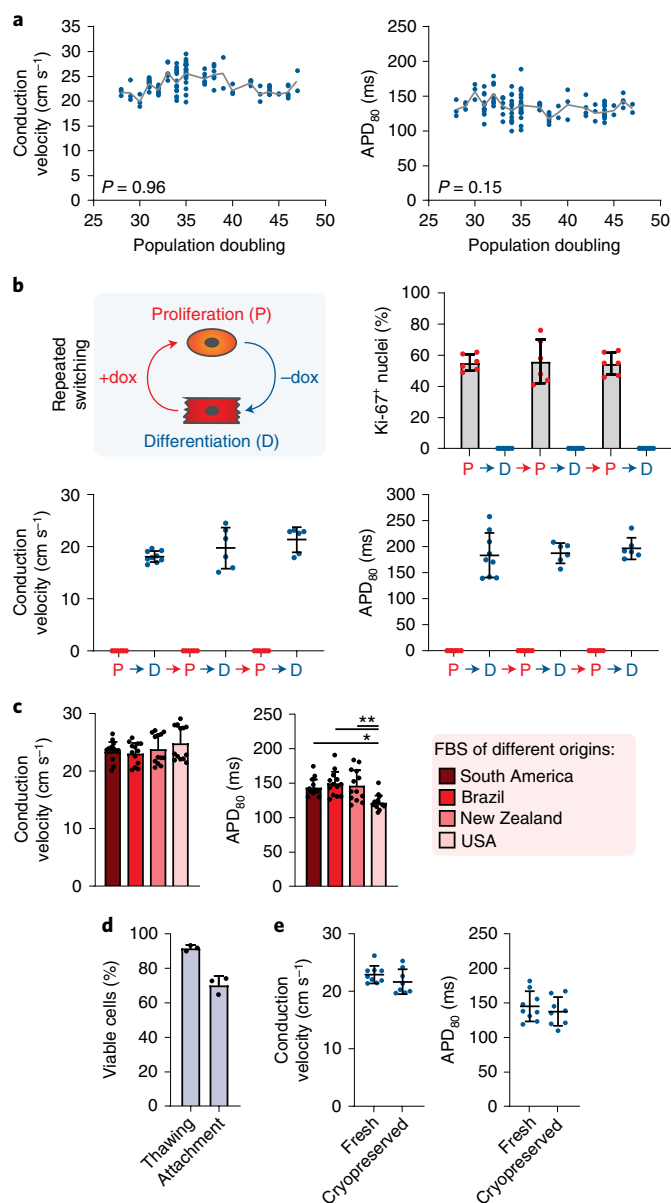 a
Conduction
velocity (cm s⁻¹)
40
35
30
25
20
15
10
5
0
25
30
35
40
45
50
P = 0.96
Population doubling
APD₈₀ (ms)
250
200
150
100
50
0
25
30
35
40
45
50
P = 0.15
Population doubling
b
Repeated
switching
Proliferation (P)
+dox
–dox
Differentiation (D)
Ki-67⁺ nuclei (%)
100
80
60
40
20
0
P → D → P → D → P → D
Conduction
velocity (cm s⁻¹)
30
20
10
0
P → D → P → D → P → D
APD₈₀ (ms)
300
250
200
150
100
50
0
P → D → P → D → P → D
c
Conduction
velocity (cm s⁻¹)
30
20
10
0
APD₈₀ (ms)
250
200
150
100
50
0
**
*
FBS of different origins:
South America
Brazil
New Zealand
USA
d
Viable cells (%)
100
80
60
40
20
0
Thawing
Attachment
e
Conduction
velocity (cm s⁻¹)
30
20
10
0
Fresh
Cryopreserved
APD₈₀ (ms)
250
200
150
100
50
0
Fresh
Cryopreserved